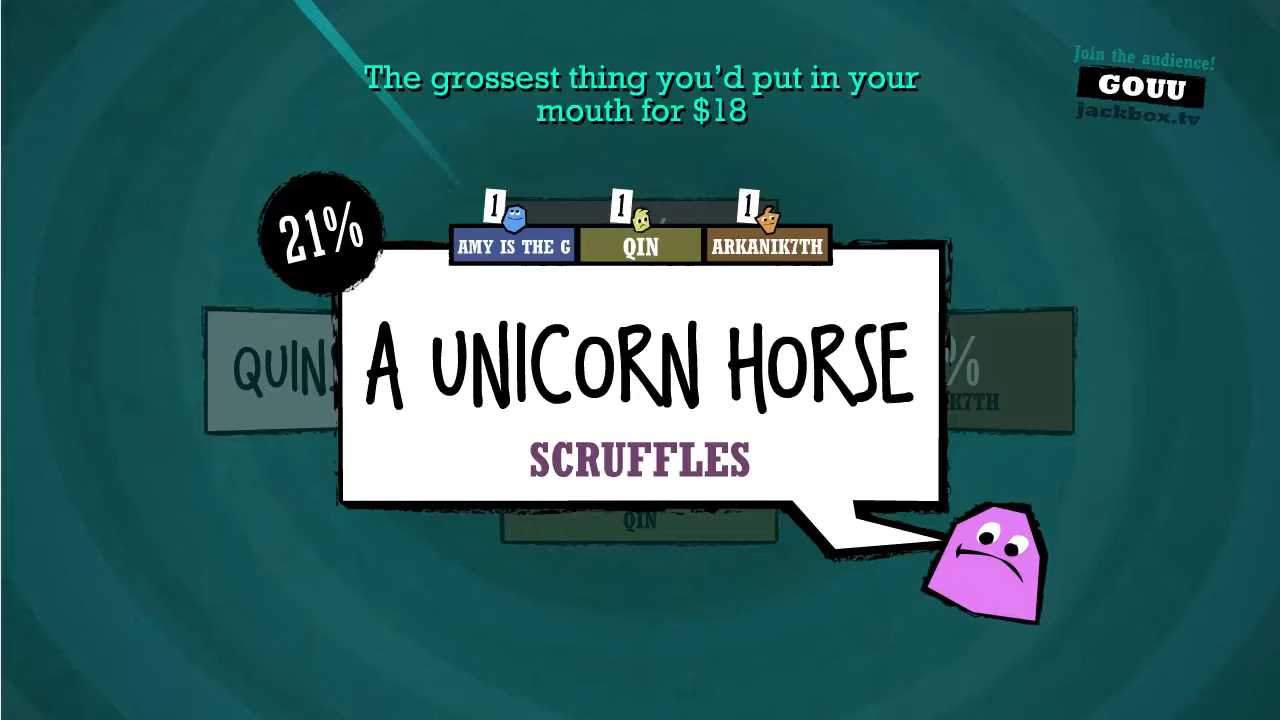 Join the audience!
GOUU
jackbox.tv
The grossest thing you'd put in your
mouth for $18
21%
1 1 1
AMY IS THE G QIN ARKANIK7TH
A UNICORN HORSE
SCRUFFLES
QUIN
%
K7TH
QIN